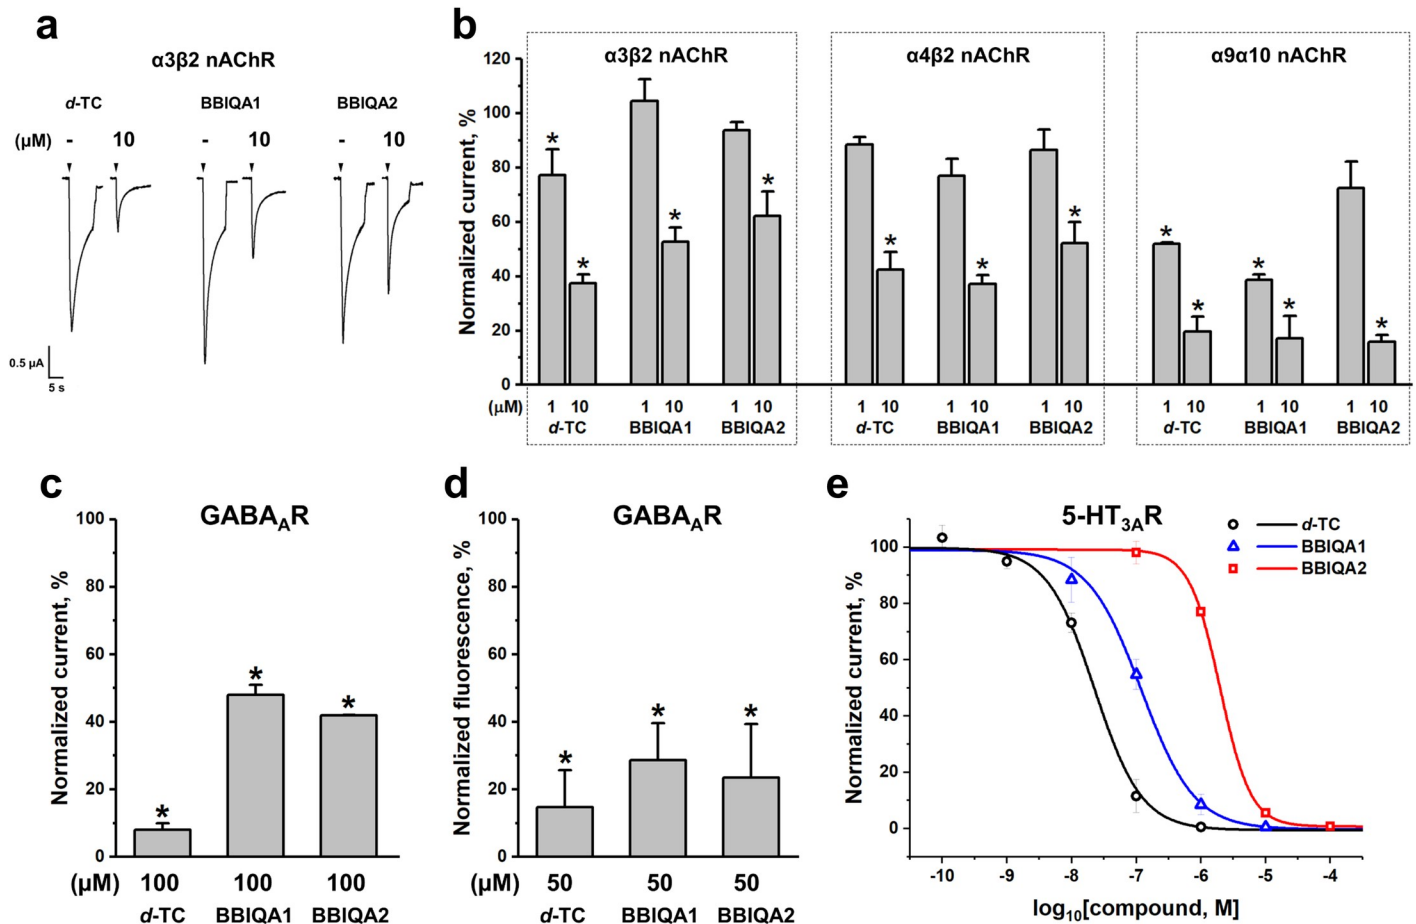 a
α3β2 nAChR
d-TC BBIQA1 BBIQA2
(μM) - 10 - 10 - 10
0.5 μA
5 s
b
α3β2 nAChR α4β2 nAChR α9α10 nAChR
Normalized current, %
120
100
80
60
40
20
0
* * * *
* * * *
* * * *
(μM) 1 10 1 10 1 10 1 10 1 10 1 10 1 10 1 10 1 10
d-TC BBIQA1 BBIQA2 d-TC BBIQA1 BBIQA2 d-TC BBIQA1 BBIQA2
c
GABAAR
Normalized current, %
100
80
60
40
20
0
* * *
(μM) 100 100 100
d-TC BBIQA1 BBIQA2
d
GABAAR
Normalized fluorescence, %
100
80
60
40
20
0
* * *
(μM) 50 50 50
d-TC BBIQA1 BBIQA2
e
5-HT3AR
d-TC
BBIQA1
BBIQA2
Normalized current, %
100
80
60
40
20
0
-10 -9 -8 -7 -6 -5 -4
log10[compound, M]